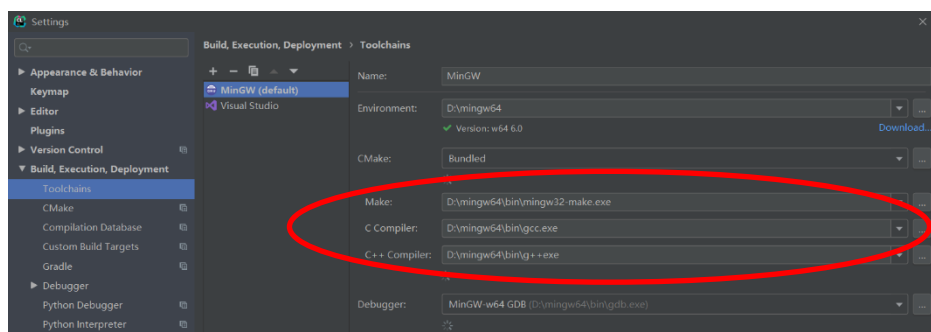 Settings
Build, Execution, Deployment > Toolchains
Appearance & Behavior
Keymap
Editor
Plugins
Version Control
Build, Execution, Deployment
Toolchains
CMake
Compilation Database
Custom Build Targets
Gradle
Debugger
Python Debugger
Python Interpreter
MinGW (default)
Visual Studio
Name: MinGW
Environment: D:\mingw64
Version: w64 6.0 Download...
CMake: Bundled
Make: D:\mingw64\bin\mingw32-make.exe
C Compiler: D:\mingw64\bin\gcc.exe
C++ Compiler: D:\mingw64\bin\g++exe
Debugger: MinGW-w64 GDB (D:\mingw64\bin\gdb.exe)